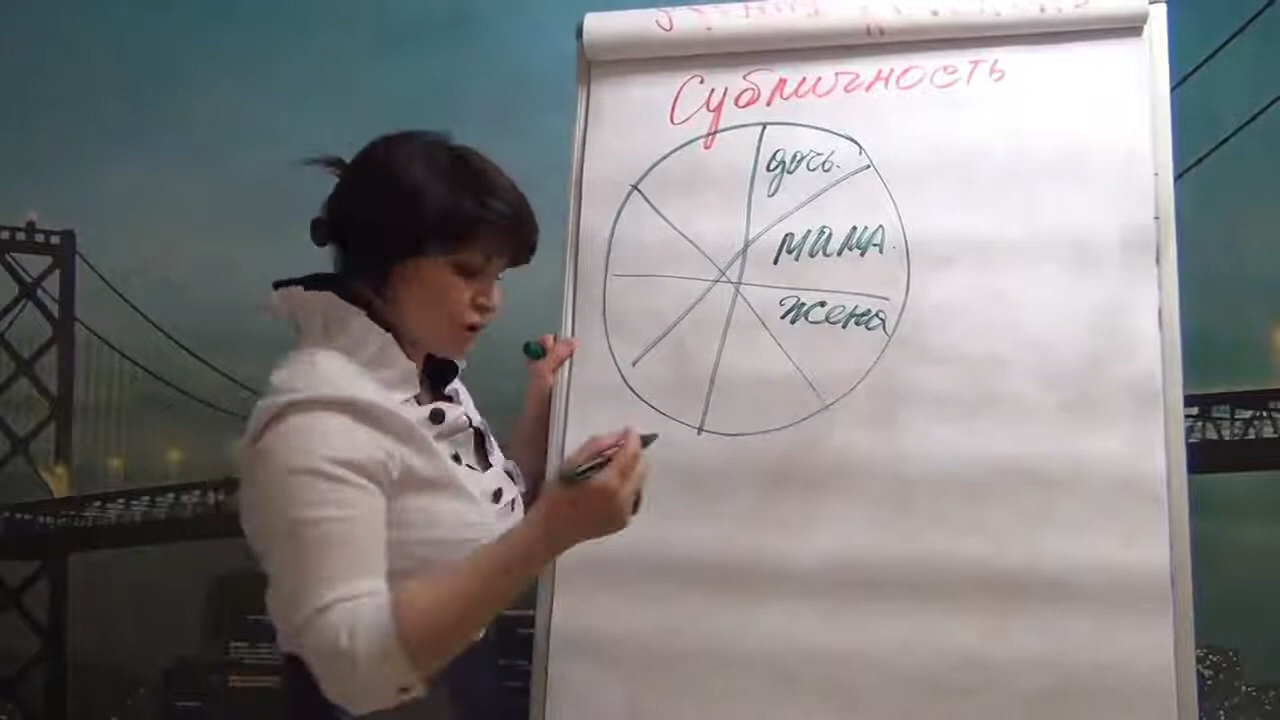 Субличность
дочь.
мама.
жена